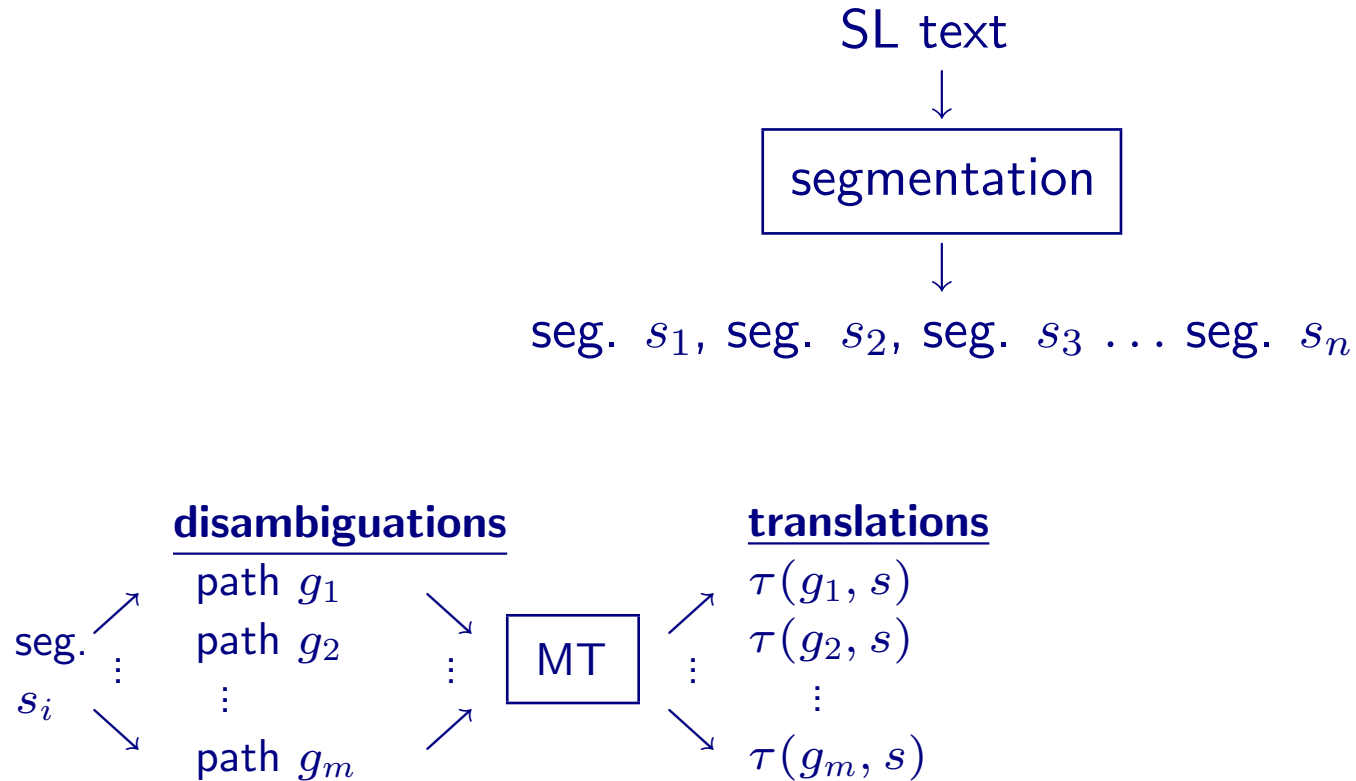 SL text
segmentation
seg. s₁, seg. s₂, seg. s₃ … seg. sₙ
disambiguations
translations
path g₁
τ(g₁, s)
seg.
path g₂
MT
τ(g₂, s)
⋮ ⋮ ⋮ ⋮ ⋮
sᵢ
path gₘ
τ(gₘ, s)